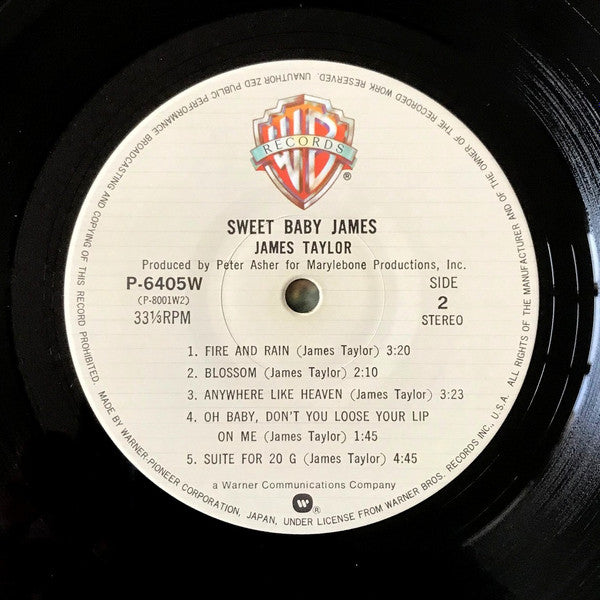 WB
RECORDS
®
SWEET BABY JAMES
JAMES TAYLOR
Produced by Peter Asher for Marylebone Productions, Inc.
P-6405W
(P-8001W2)
33⅓RPM
SIDE
2
STEREO
1. FIRE AND RAIN (James Taylor) 3:20
2. BLOSSOM (James Taylor) 2:10
3. ANYWHERE LIKE HEAVEN (James Taylor) 3:23
4. OH BABY, DON'T YOU LOOSE YOUR LIP
ON ME (James Taylor) 1:45
5. SUITE FOR 20 G (James Taylor) 4:45
a Warner Communications Company
W®
MADE BY WARNER-PIONEER CORPORATION, JAPAN, UNDER LICENSE FROM WARNER BROS. RECORDS INC., U.S.A. ALL RIGHTS OF THE MANUFACTURER AND OF THE OWNER OF THE RECORDED WORK RESERVED. UNAUTHORIZED PUBLIC PERFORMANCE BROADCASTING AND COPYING OF THIS RECORD PROHIBITED.